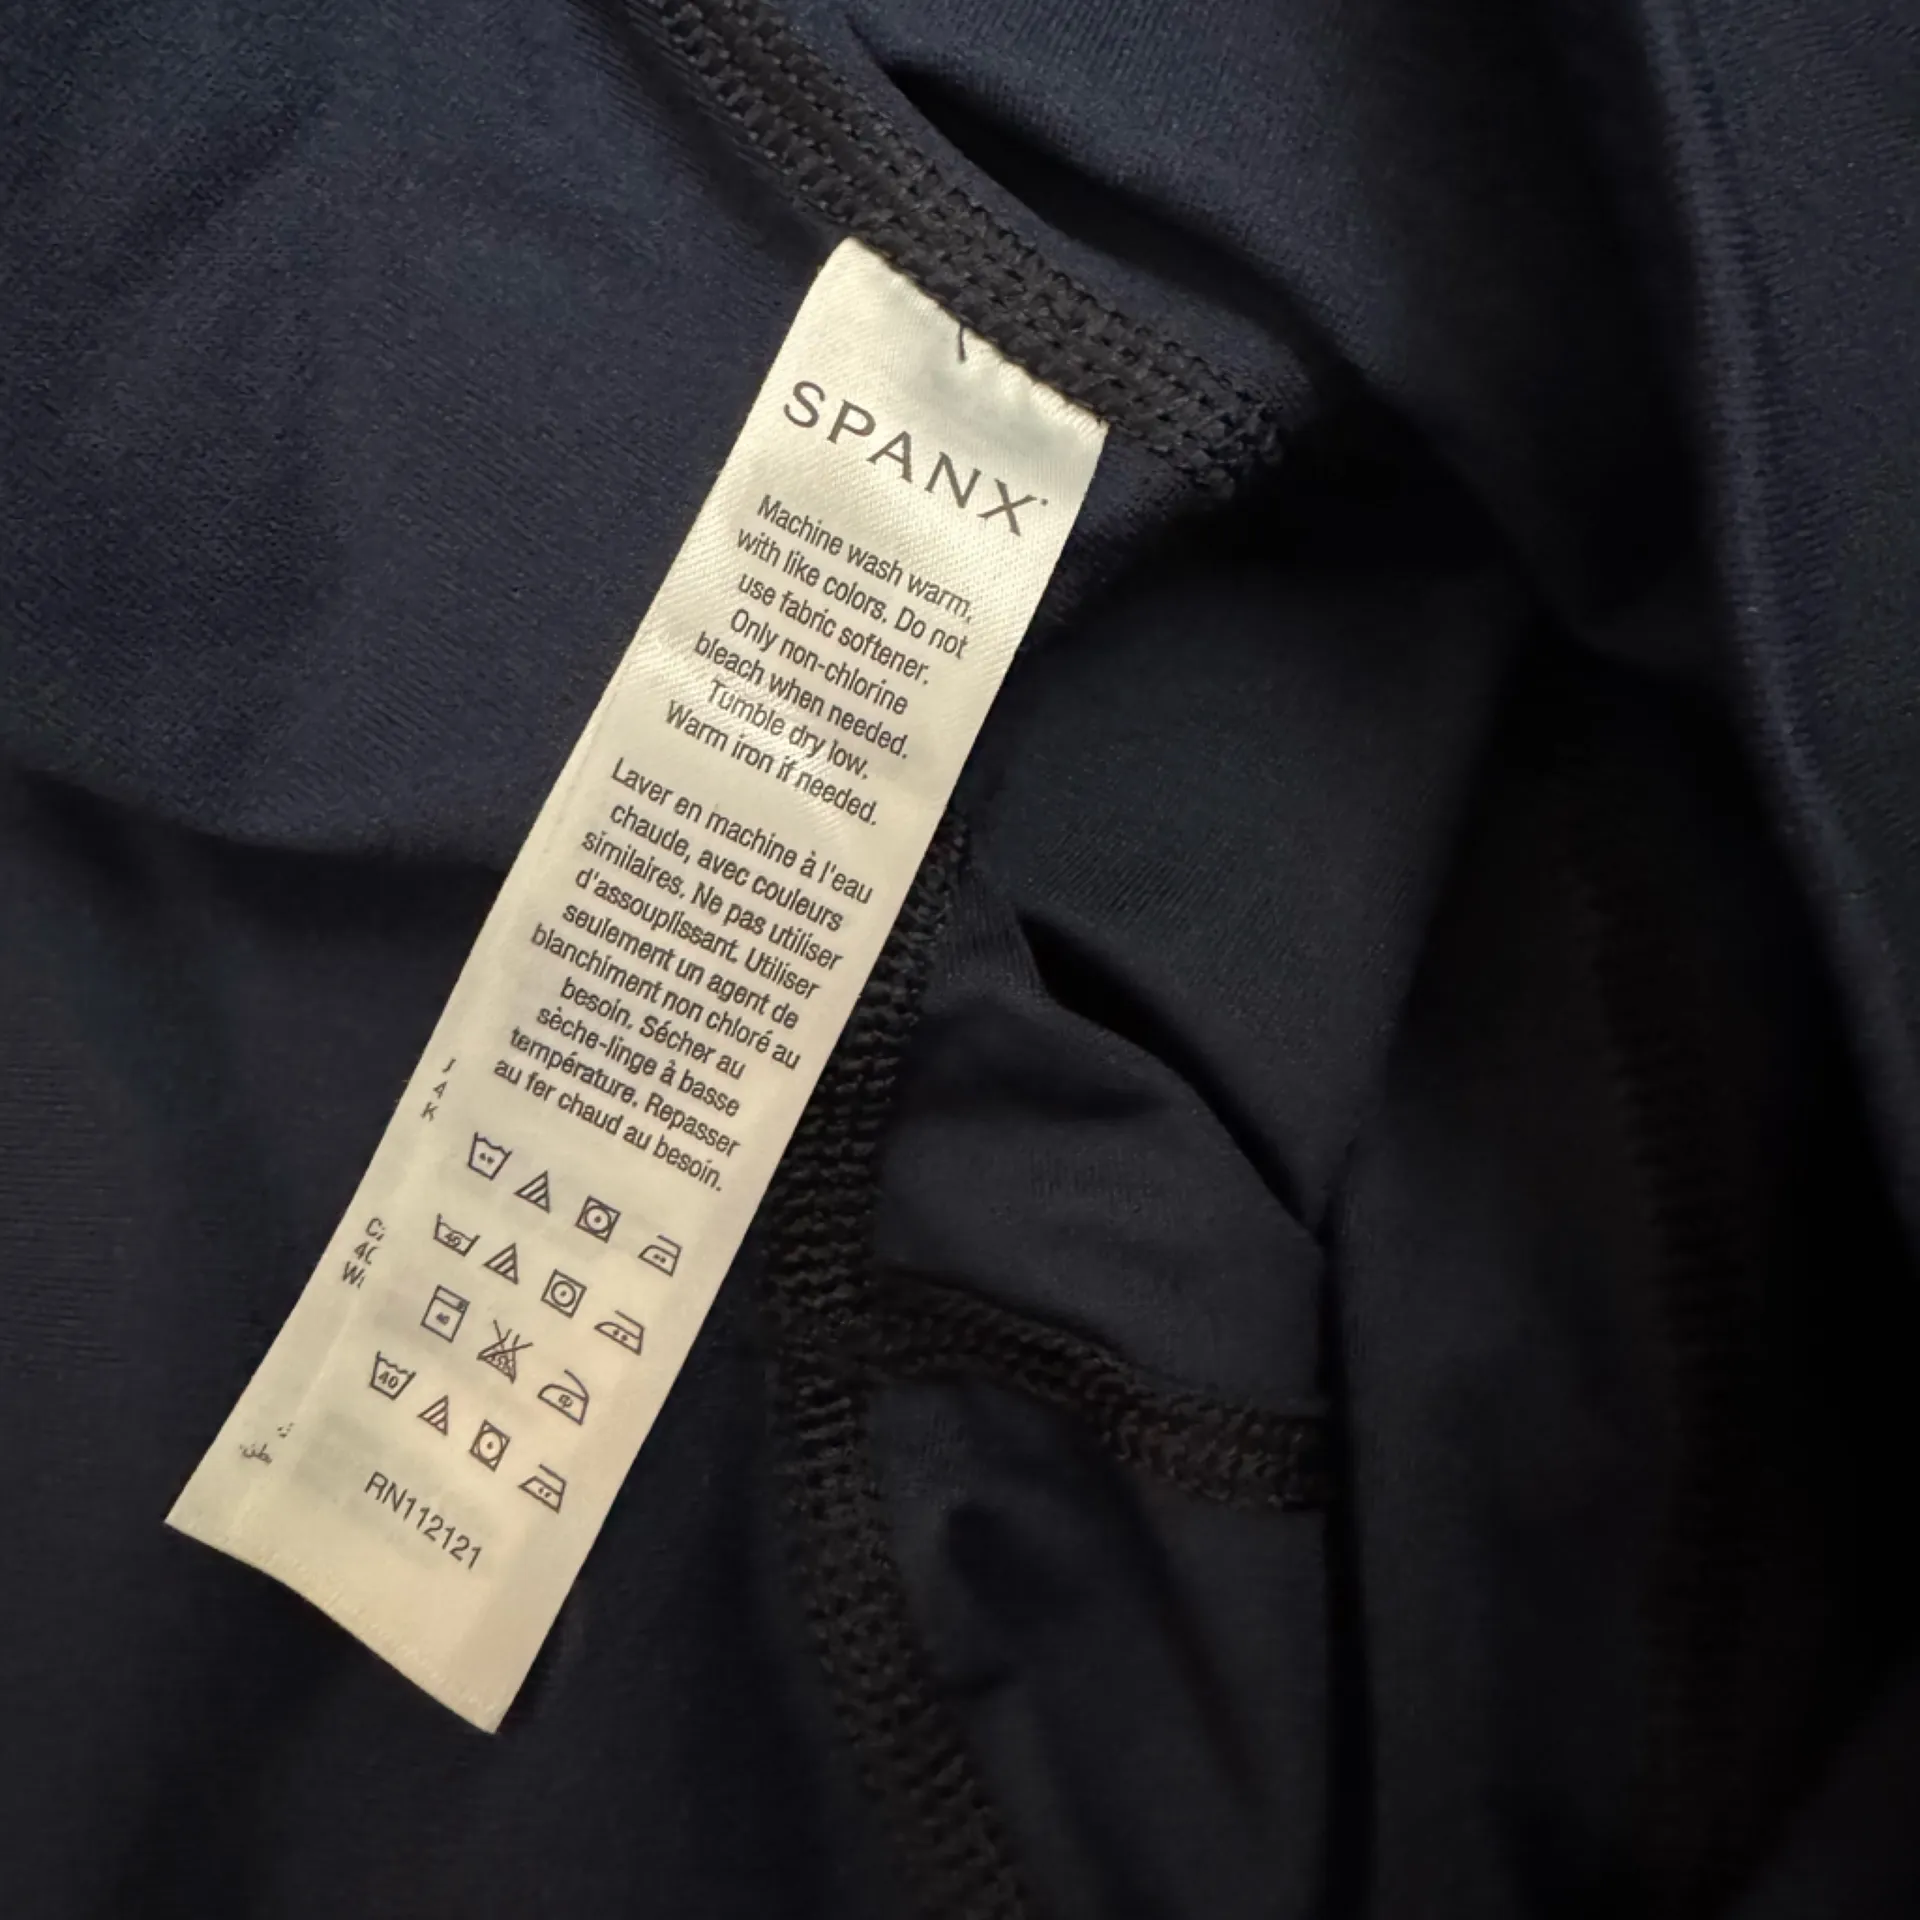 SPANX
Machine wash warm,
with like colors. Do not
use fabric softener.
Only non-chlorine
bleach when needed.
Tumble dry low.
Warm iron if needed.
Laver en machine à l'eau
chaude, avec couleurs
similaires. Ne pas utiliser
d'assouplissant. Utiliser
seulement un agent de
blanchiment non chloré au
besoin. Sécher au
sèche-linge à basse
température. Repasser
au fer chaud au besoin.
40
40
40
RN112121